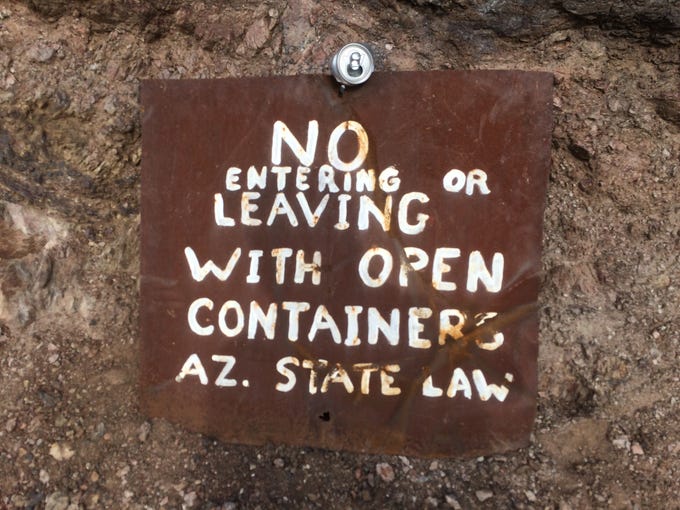 NO
ENTERING OR
LEAVING
WITH OPEN
CONTAINERS
AZ. STATE LAW